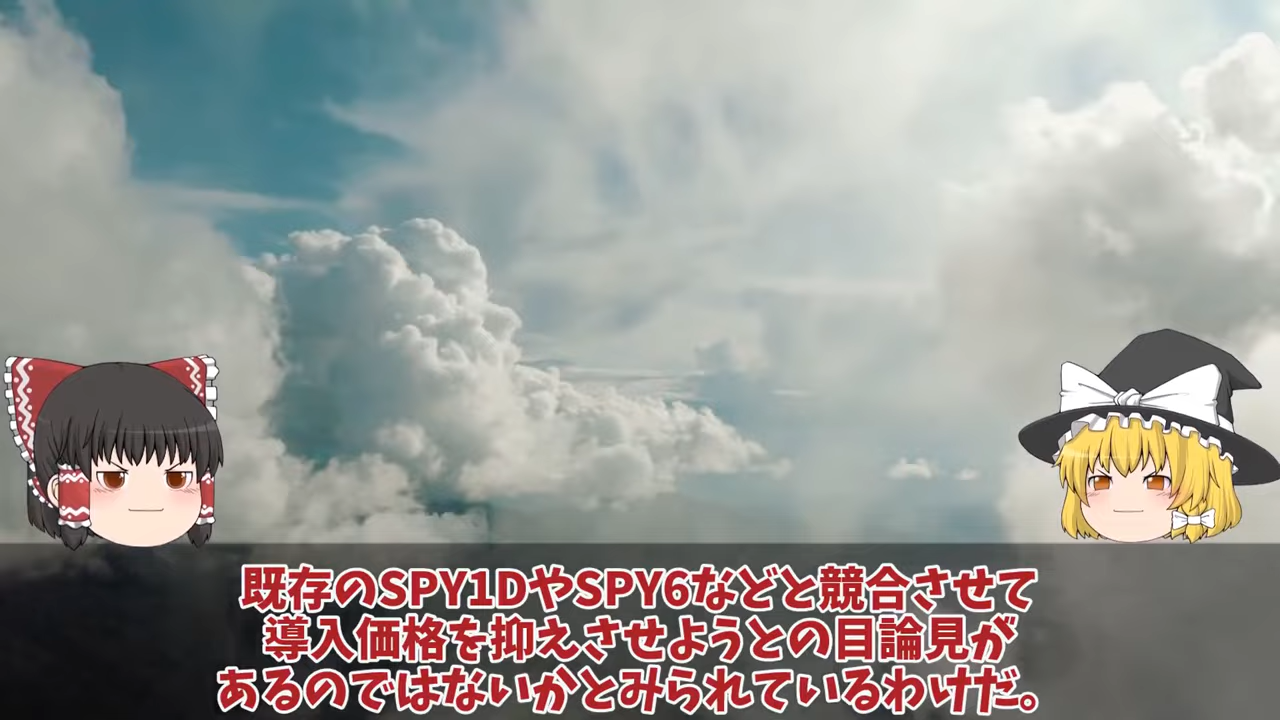 既存のSPY1DやSPY6などと競合させて
導入価格を抑えさせようとの目論見が
あるのではないかとみられているわけだ。